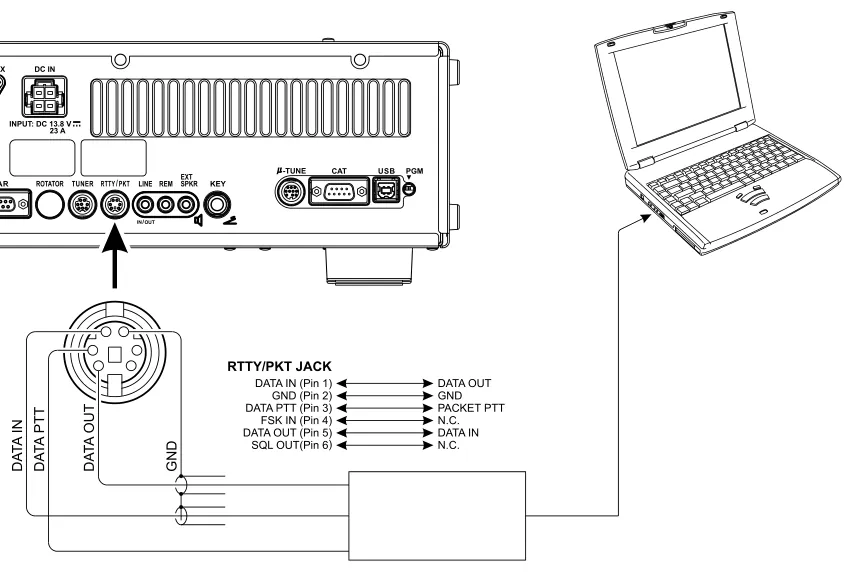 X
DC IN
INPUT: DC 13.8 V
23 A
AR
ROTATOR
TUNER
RTTY/PKT
LINE
REM
EXT
SPKR
KEY
IN/OUT
μ-TUNE
CAT
USB
PGM
DATA IN
DATA PTT
DATA OUT
GND
RTTY/PKT JACK
DATA IN (Pin 1) DATA OUT
GND (Pin 2) GND
DATA PTT (Pin 3) PACKET PTT
FSK IN (Pin 4) N.C.
DATA OUT (Pin 5) DATA IN
SQL OUT(Pin 6) N.C.